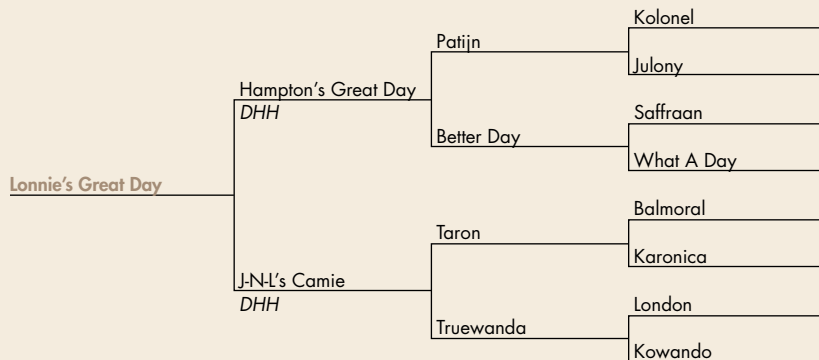 Kolonel
Patijn
Julony
Hampton's Great Day
DHH
Saffraan
Better Day
What A Day
Lonnie's Great Day
Balmoral
Taron
Karonica
J-N-L's Camie
DHH
London
Truewanda
Kowando